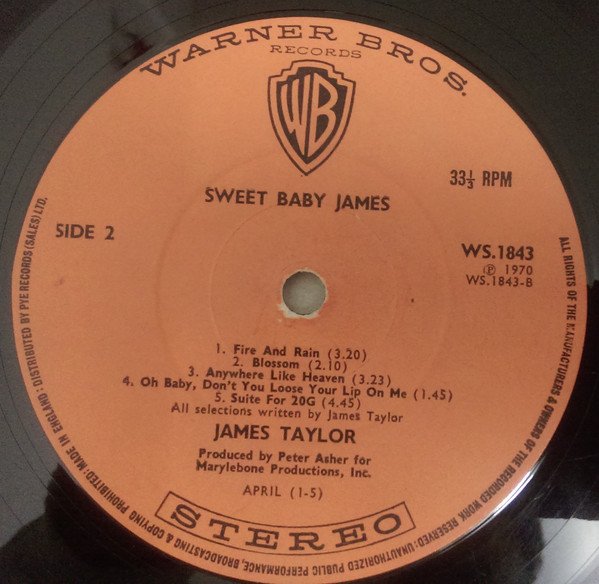 WARNER BROS.
RECORDS
WB
SWEET BABY JAMES
33⅓ RPM
SIDE 2
WS.1843
Ⓟ 1970
WS.1843-B
1. Fire And Rain (3.20)
2. Blossom (2.10)
3. Anywhere Like Heaven (3.23)
4. Oh Baby, Don't You Loose Your Lip On Me (1.45)
5. Suite For 20G (4.45)
All selections written by James Taylor
JAMES TAYLOR
Produced by Peter Asher for
Marylebone Productions, Inc.
APRIL (1-5)
STEREO
ALL RIGHTS OF THE MANUFACTURERS & OWNERS OF THE RECORDED WORK RESERVED: UNAUTHORIZED PUBLIC PERFORMANCE, BROADCASTING & COPYING PROHIBITED: MADE IN ENGLAND: DISTRIBUTED BY PYE RECORDS (SALES) LTD.